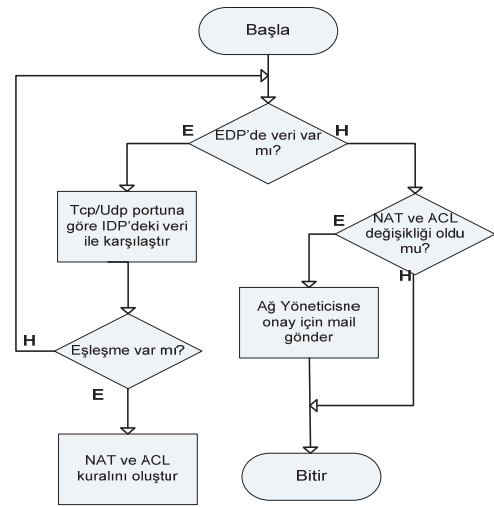 Başla
EDP'de veri var
mı?
E
H
Tcp/Udp portuna
göre IDP'deki veri
ile karşılaştır
NAT ve ACL
değişikliği oldu
mu?
E
H
Ağ Yöneticisne
onay için mail
gönder
Eşleşme var mı?
H
E
NAT ve ACL
kuralını oluştur
Bitir